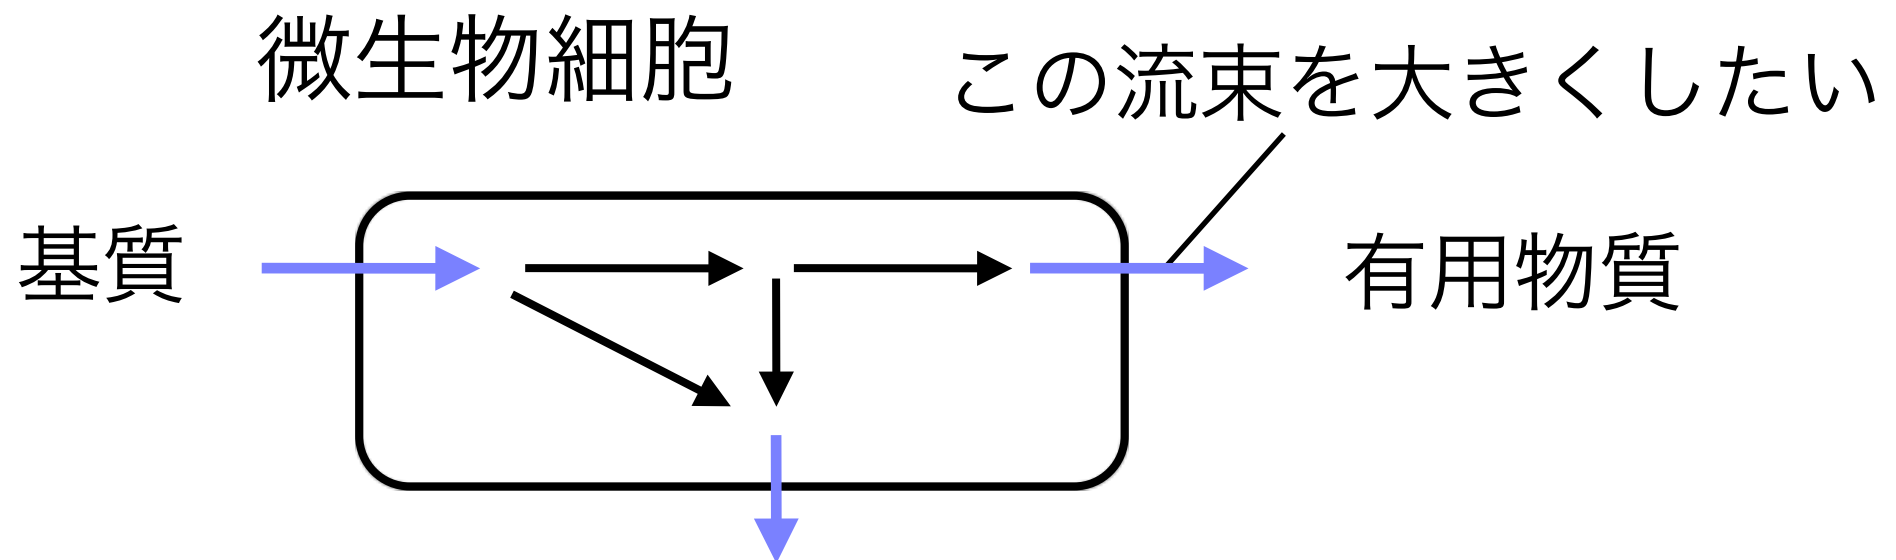 微生物細胞
この流束を大きくしたい
基質
有用物質